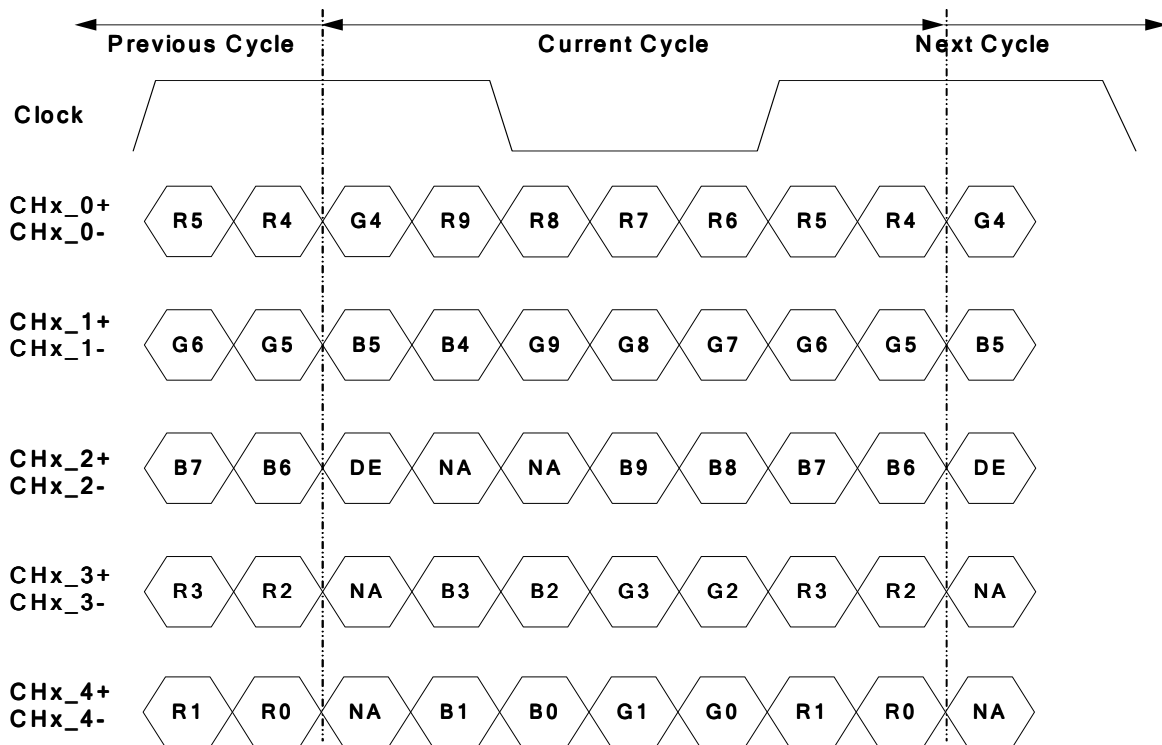 Previous Cycle Current Cycle Next Cycle
Clock
CHx_0+
CHx_0-
R5 R4 G4 R9 R8 R7 R6 R5 R4 G4
CHx_1+
CHx_1-
G6 G5 B5 B4 G9 G8 G7 G6 G5 B5
CHx_2+
CHx_2-
B7 B6 DE NA NA B9 B8 B7 B6 DE
CHx_3+
CHx_3-
R3 R2 NA B3 B2 G3 G2 R3 R2 NA
CHx_4+
CHx_4-
R1 R0 NA B1 B0 G1 G0 R1 R0 NA